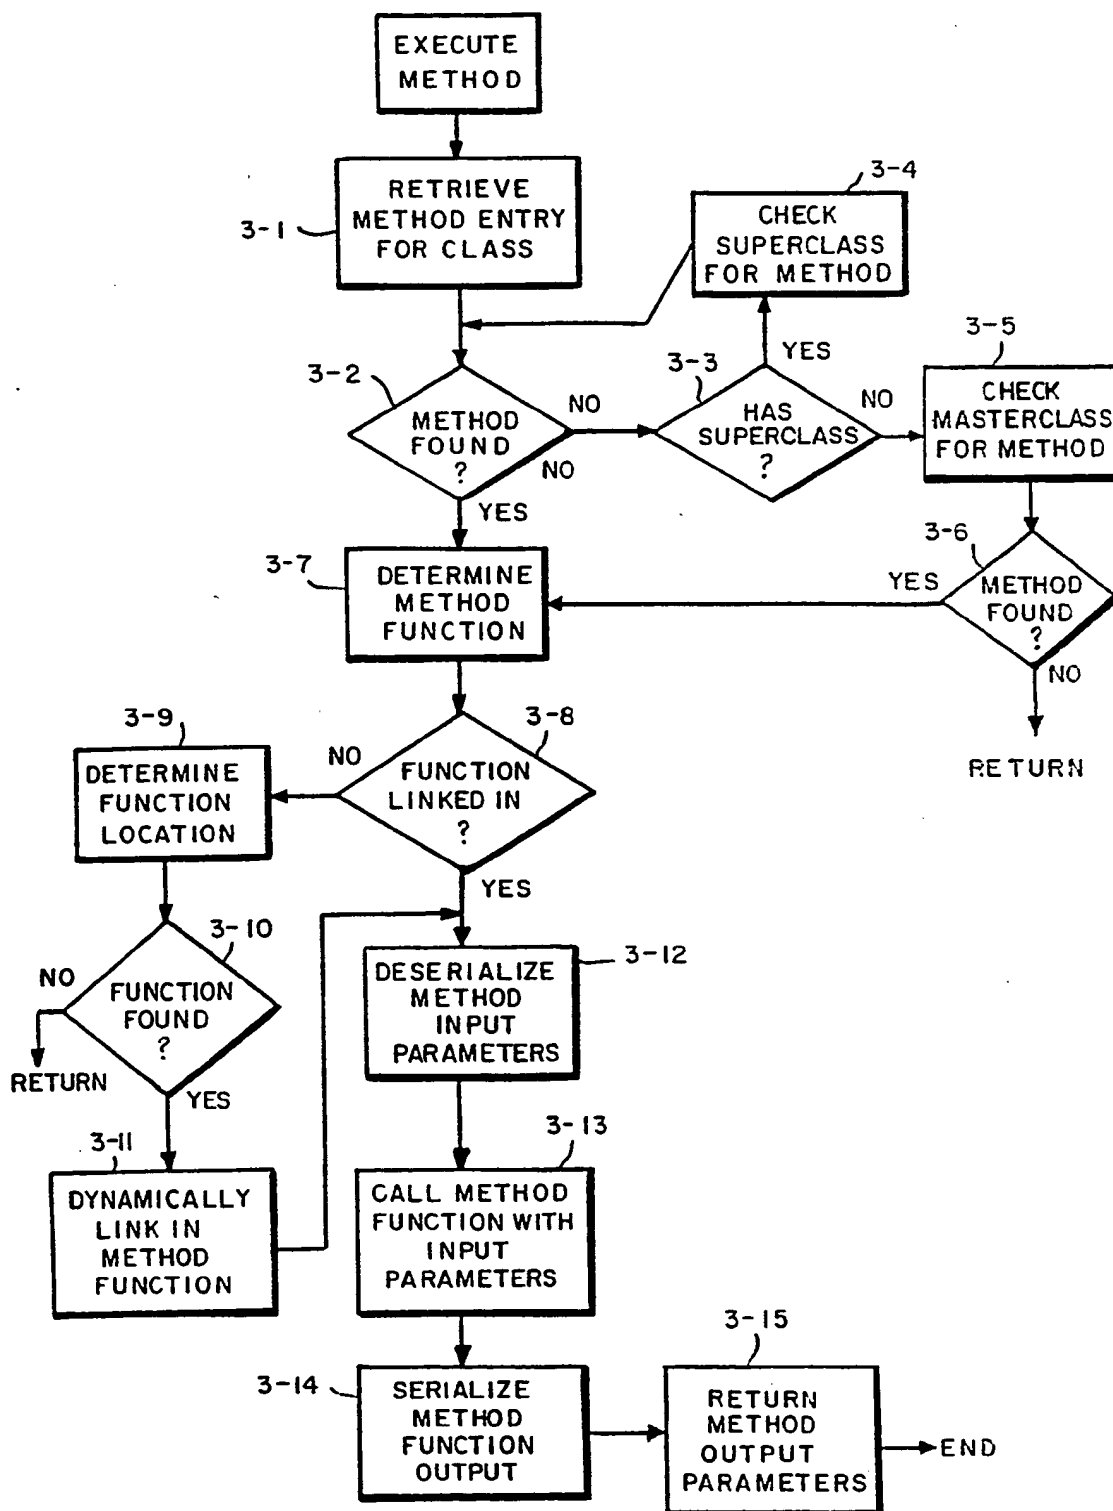 EXECUTE
METHOD
3-1
RETRIEVE
METHOD ENTRY
FOR CLASS
3-4
CHECK
SUPERCLASS
FOR METHOD
3-2
METHOD
FOUND
?
NO
NO
YES
3-3
HAS
SUPERCLASS
?
YES
NO
3-5
CHECK
MASTERCLASS
FOR METHOD
3-6
METHOD
FOUND
?
YES
NO
RETURN
3-7
DETERMINE
METHOD
FUNCTION
3-8
FUNCTION
LINKED IN
?
NO
YES
3-9
DETERMINE
FUNCTION
LOCATION
3-10
FUNCTION
FOUND
?
NO
RETURN
YES
3-11
DYNAMICALLY
LINK IN
METHOD
FUNCTION
3-12
DESERIALIZE
METHOD
INPUT
PARAMETERS
3-13
CALL METHOD
FUNCTION WITH
INPUT
PARAMETERS
3-14
SERIALIZE
METHOD
FUNCTION
OUTPUT
3-15
RETURN
METHOD
OUTPUT
PARAMETERS
END